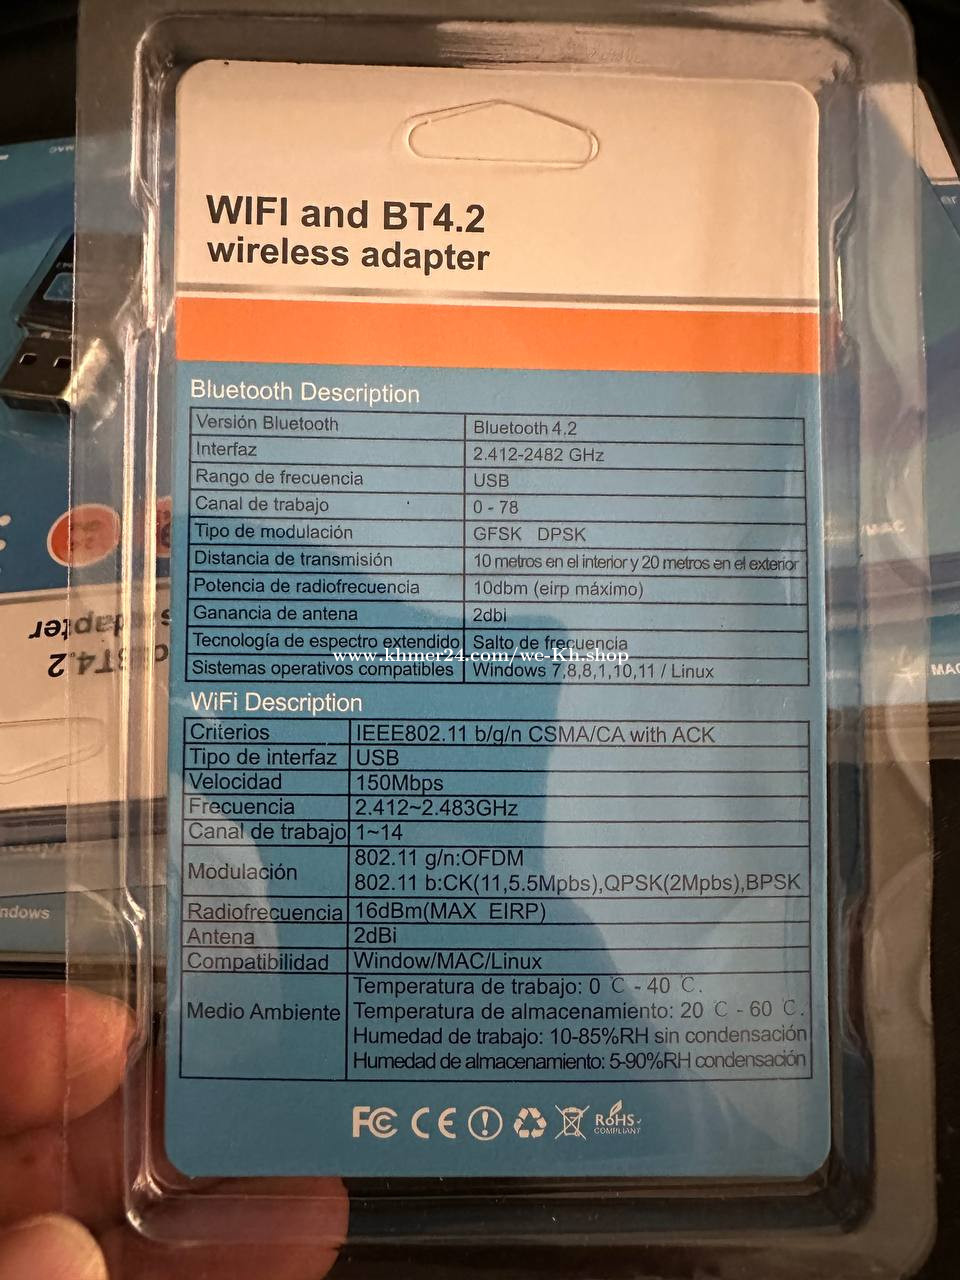 WIFI and BT4.2
wireless adapter
Bluetooth Description
Versión Bluetooth Bluetooth 4.2
Interfaz 2.412-2482 GHz
Rango de frecuencia USB
Canal de trabajo 0 - 78
Tipo de modulación GFSK DPSK
Distancia de transmisión 10 metros en el interior y 20 metros en el exterior
Potencia de radiofrecuencia 10dbm (eirp máximo)
Ganancia de antena 2dbi
Tecnología de espectro extendido Salto de frecuencia
www.khmer24.com/we-Kh.shop
Sistemas operativos compatibles Windows 7,8,8,1,10,11 / Linux
WiFi Description
Criterios IEEE802.11 b/g/n CSMA/CA with ACK
Tipo de interfaz USB
Velocidad 150Mbps
Frecuencia 2.412~2.483GHz
Canal de trabajo 1~14
Modulación 802.11 g/n:OFDM
802.11 b:CK(11,5.5Mpbs),QPSK(2Mpbs),BPSK
Radiofrecuencia 16dBm(MAX EIRP)
Antena 2dBi
Compatibilidad Window/MAC/Linux
Medio Ambiente Temperatura de trabajo: 0 ℃ - 40 ℃.
Temperatura de almacenamiento: 20 ℃ - 60 ℃.
Humedad de trabajo: 10-85%RH sin condensación
Humedad de almacenamiento: 5-90%RH condensación
FC CE RoHS
COMPLIANT
BT4.2
MAC
ndows